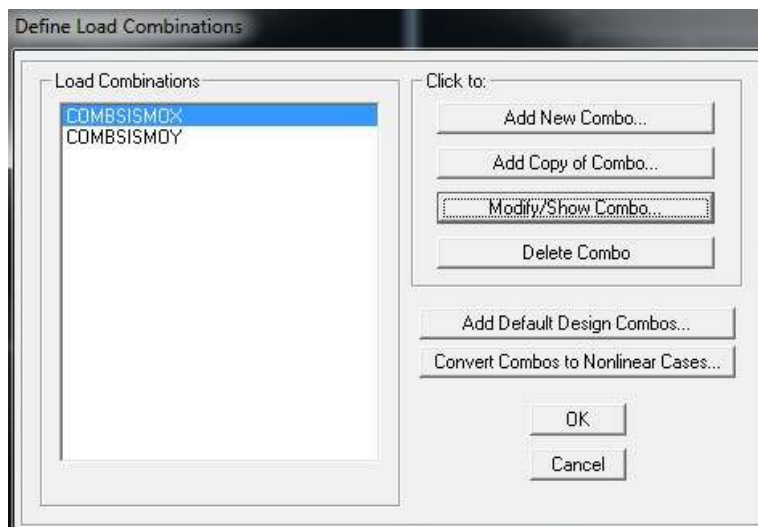 Define Load Combinations
Load Combinations
COMBSISMOX
COMBSISMOY
Click to:
Add New Combo...
Add Copy of Combo...
Modify/Show Combo...
Delete Combo
Add Default Design Combos...
Convert Combos to Nonlinear Cases...
OK
Cancel